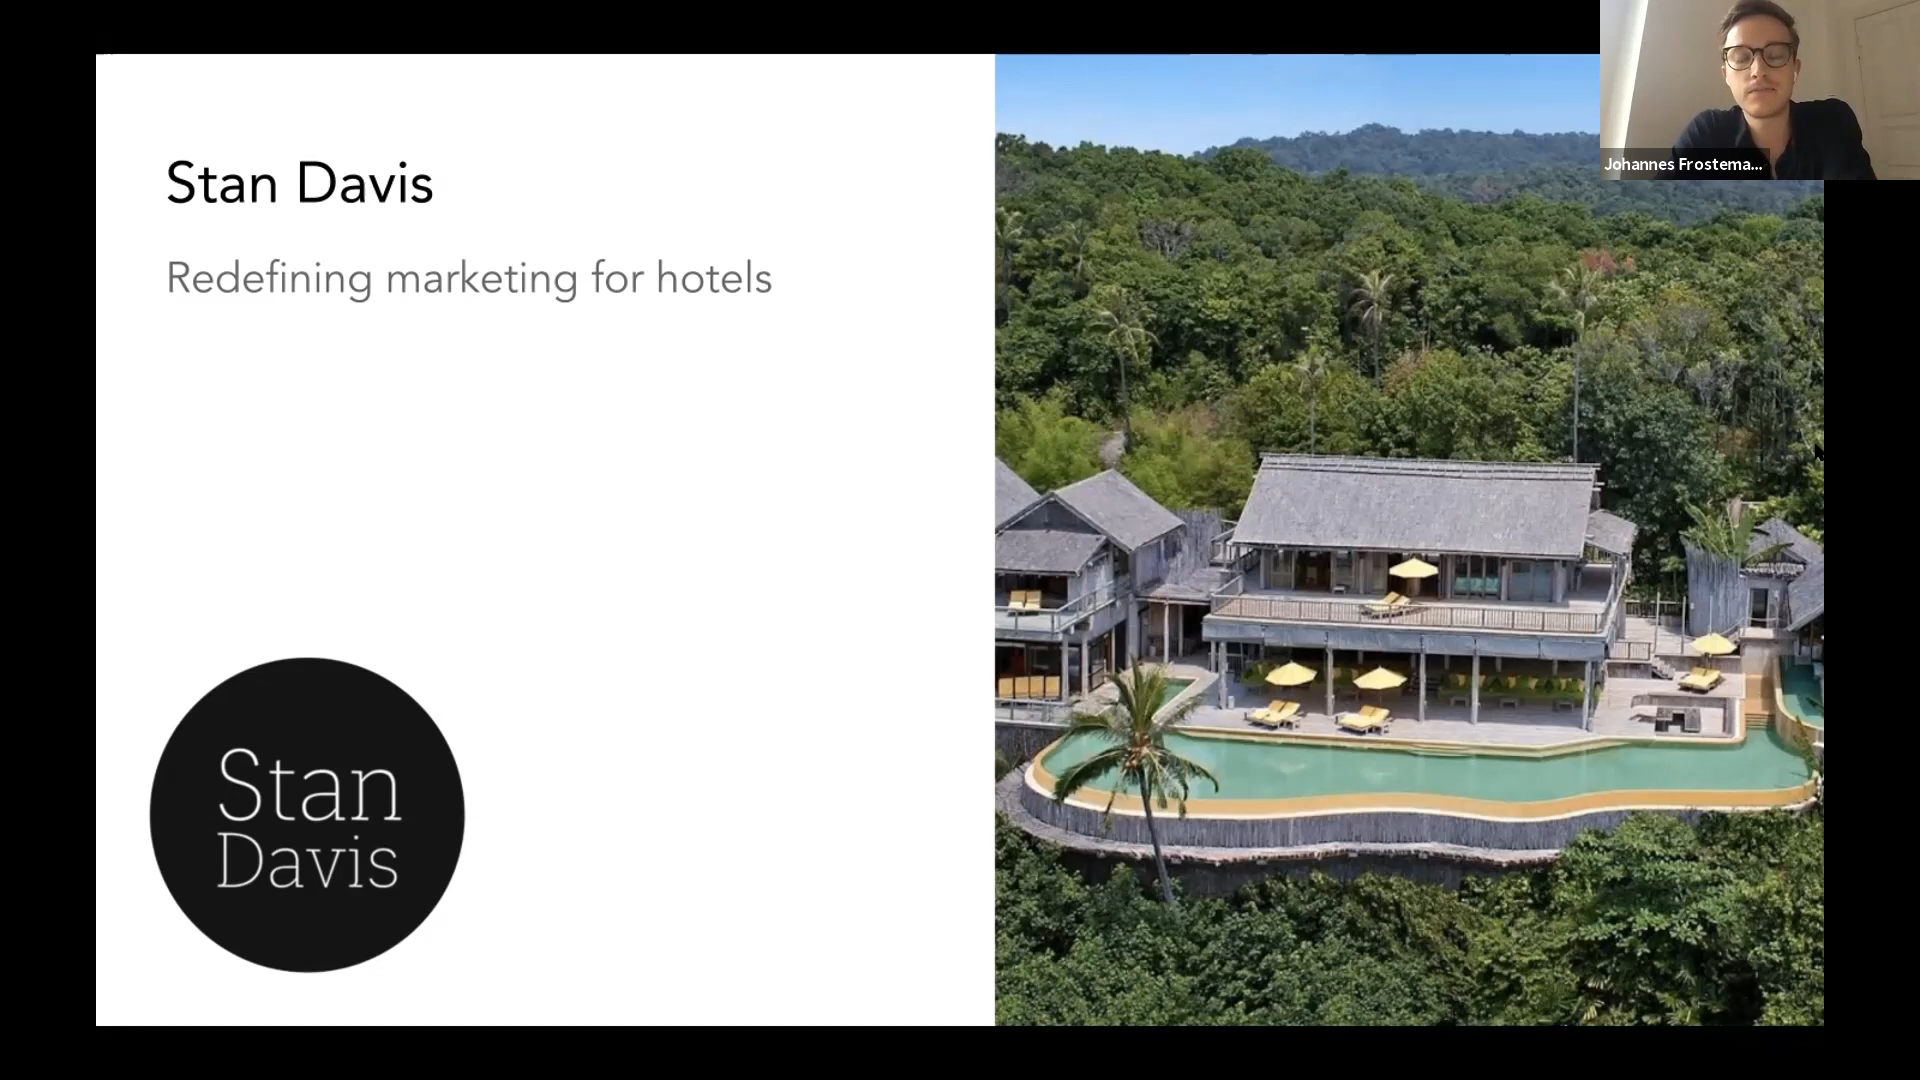 Stan Davis
Redefining marketing for hotels
Stan
Davis
Johannes Frostema...